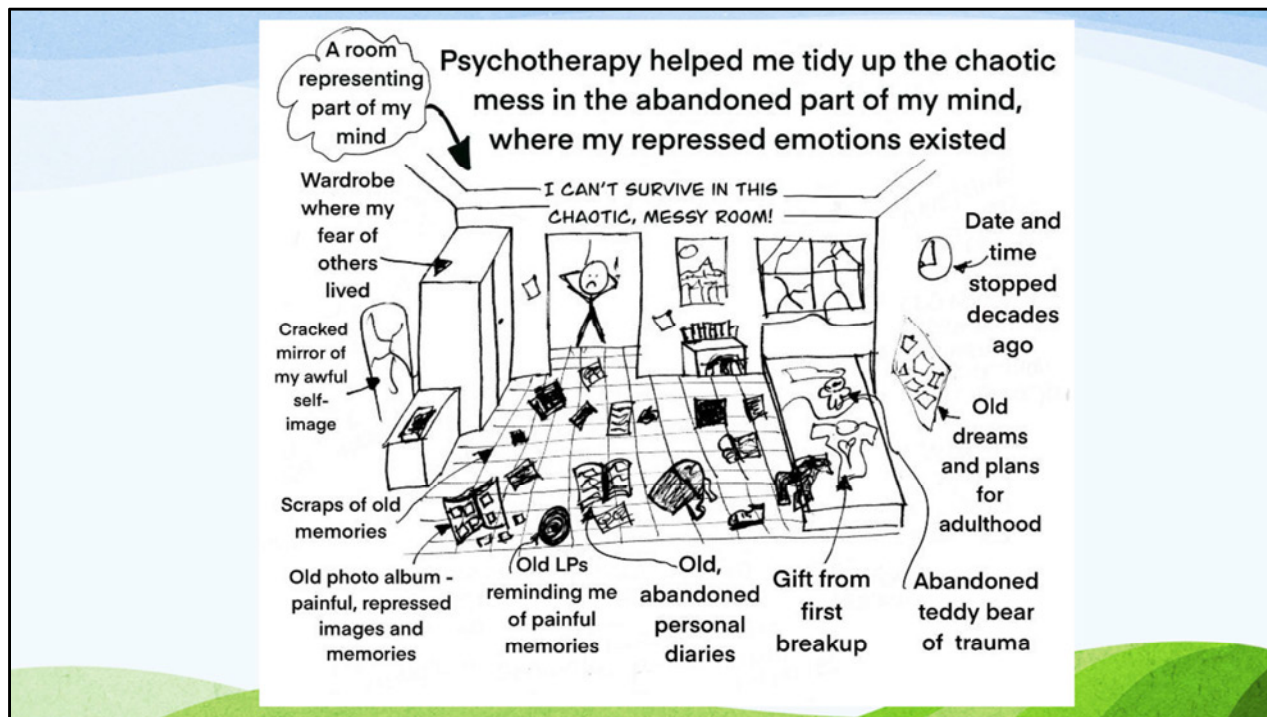 A room
representing
part of my
mind
Psychotherapy helped me tidy up the chaotic
mess in the abandoned part of my mind,
where my repressed emotions existed
I CAN'T SURVIVE IN THIS
CHAOTIC, MESSY ROOM!
Wardrobe
where my
fear of
others
lived
Date and
time
stopped
decades
ago
Cracked
mirror of
my awful
self-
image
Old
dreams
and plans
for
adulthood
Scraps of old
memories
Old photo album -
painful, repressed
images and
memories
Old LPs
reminding me
of painful
memories
Old,
abandoned
personal
diaries
Gift from
first
breakup
Abandoned
teddy bear
of trauma